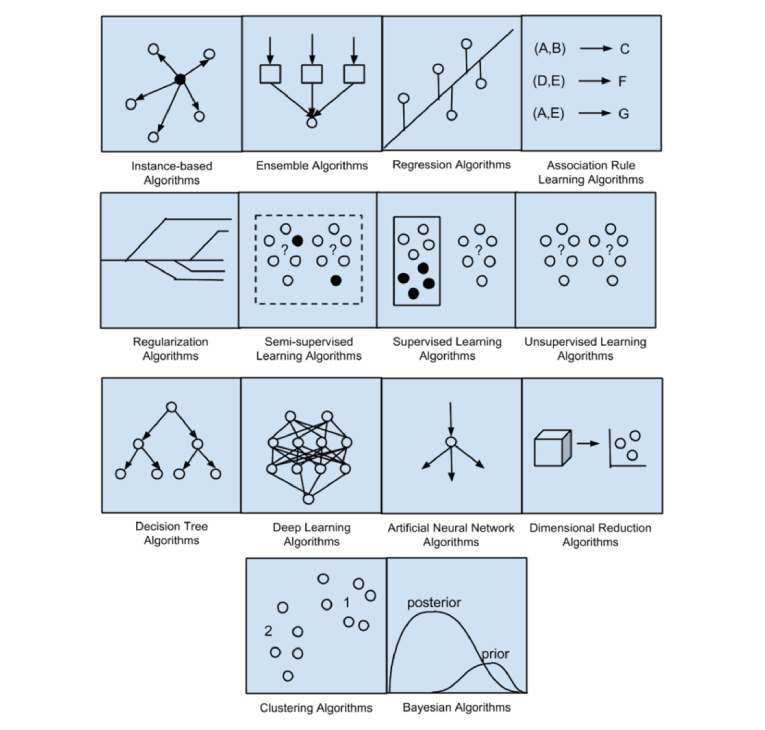 (A,B) C
(D,E) F
(A,E) G
Instance-based
Algorithms
Ensemble Algorithms
Regression Algorithms
Association Rule
Learning Algorithms
? ?
?
? ?
Regularization
Algorithms
Semi-supervised
Learning Algorithms
Supervised Learning
Algorithms
Unsupervised Learning
Algorithms
Decision Tree
Algorithms
Deep Learning
Algorithms
Artificial Neural Network
Algorithms
Dimensional Reduction
Algorithms
1
2
posterior
prior
Clustering Algorithms
Bayesian Algorithms